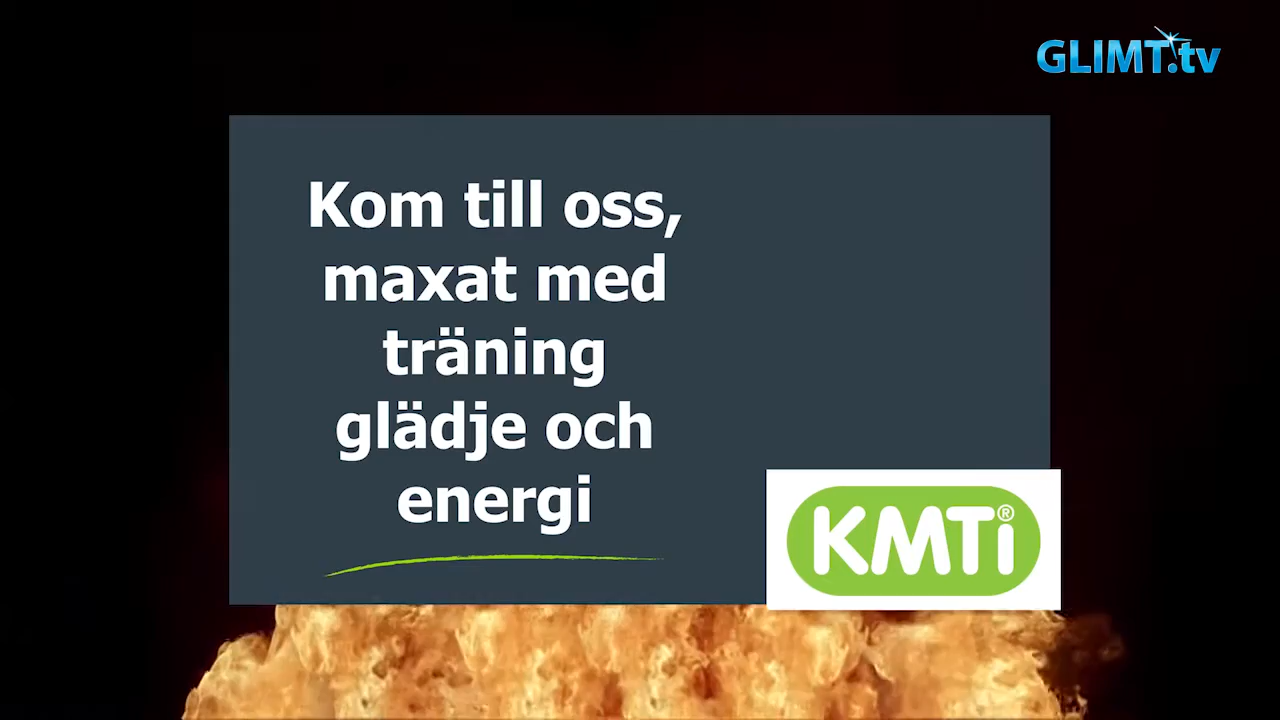 GLIMT.tv
Kom till oss,
maxat med
träning
glädje och
energi
KMTi®